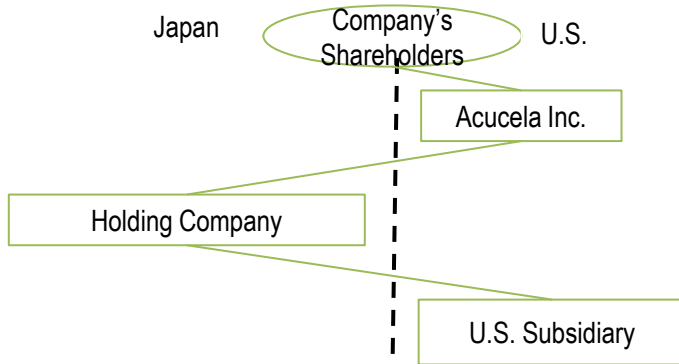 Japan
Company’s
Shareholders
U.S.
Acucela Inc.
Holding Company
U.S. Subsidiary